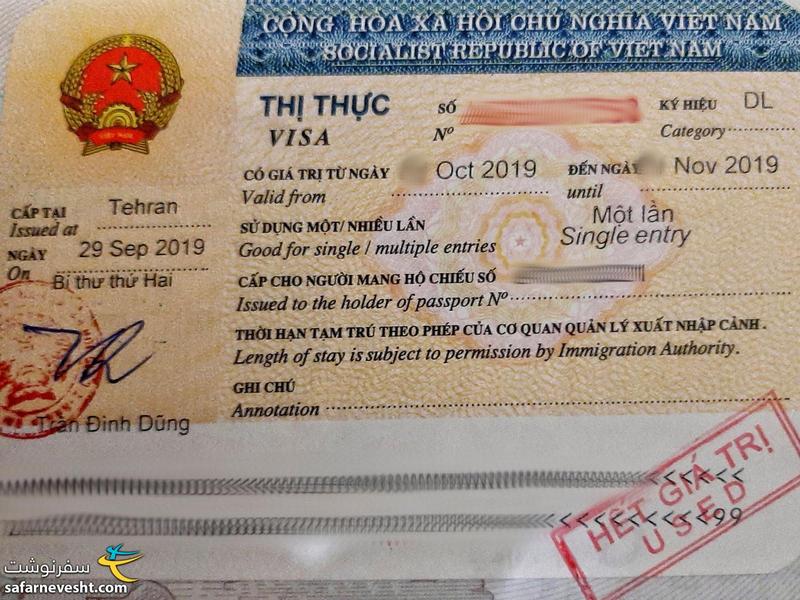 CỘNG HÒA XÃ HỘI CHỦ NGHĨA VIỆT NAM
SOCIALIST REPUBLIC OF VIET NAM
VIỆT NAM
THỊ THỰC
VISA
SỐ
Nº
KÝ HIỆU DL
Category
CÓ GIÁ TRỊ TỪ NGÀY Oct 2019
Valid from
ĐẾN NGÀY Nov 2019
until
CẤP TẠI Tehran
Issued at
NGÀY 29 Sep 2019
On
Bí thư thứ Hai
Trần Đình Dũng
SỬ DỤNG MỘT/ NHIỀU LẦN Một lần
Good for single / multiple entries Single entry
CẤP CHO NGƯỜI MANG HỘ CHIẾU SỐ
Issued to the holder of passport Nº
THỜI HẠN TẠM TRÚ THEO PHÉP CỦA CƠ QUAN QUẢN LÝ XUẤT NHẬP CẢNH .
Length of stay is subject to permission by Immigration Authority.
GHI CHÚ
Annotation
<<<<<<
<<<<<<<<<<99
HẾT GIÁ TRỊ
USED
سفرنوشت
safarnevesht.com